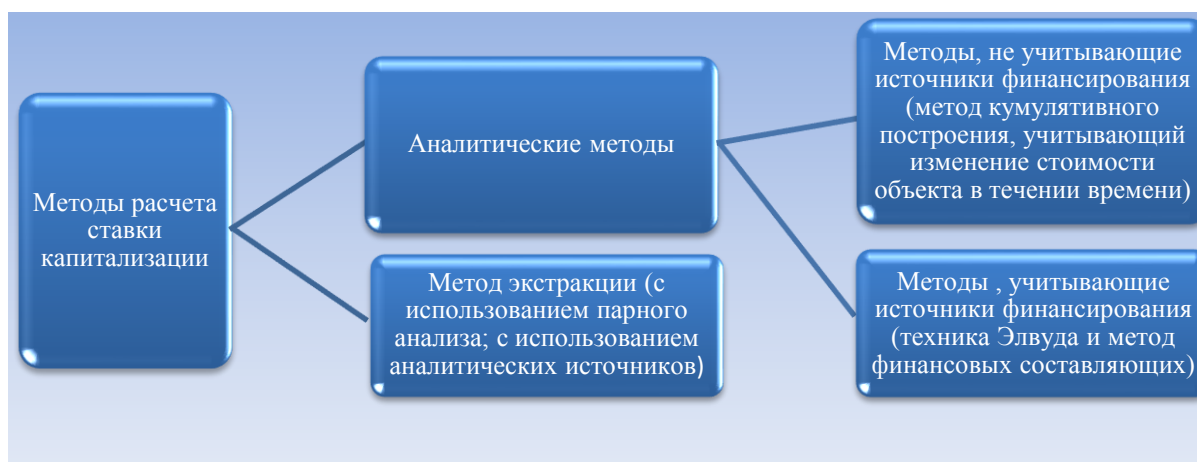 Методы расчета
ставки
капитализации
Аналитические методы
Метод экстракции (с
использованием парного
анализа; с использованием
аналитических источников)
Методы, не учитывающие
источники финансирования
(метод кумулятивного
построения, учитывающий
изменение стоимости
объекта в течении времени)
Методы , учитывающие
источники финансирования
(техника Элвуда и метод
финансовых составляющих)